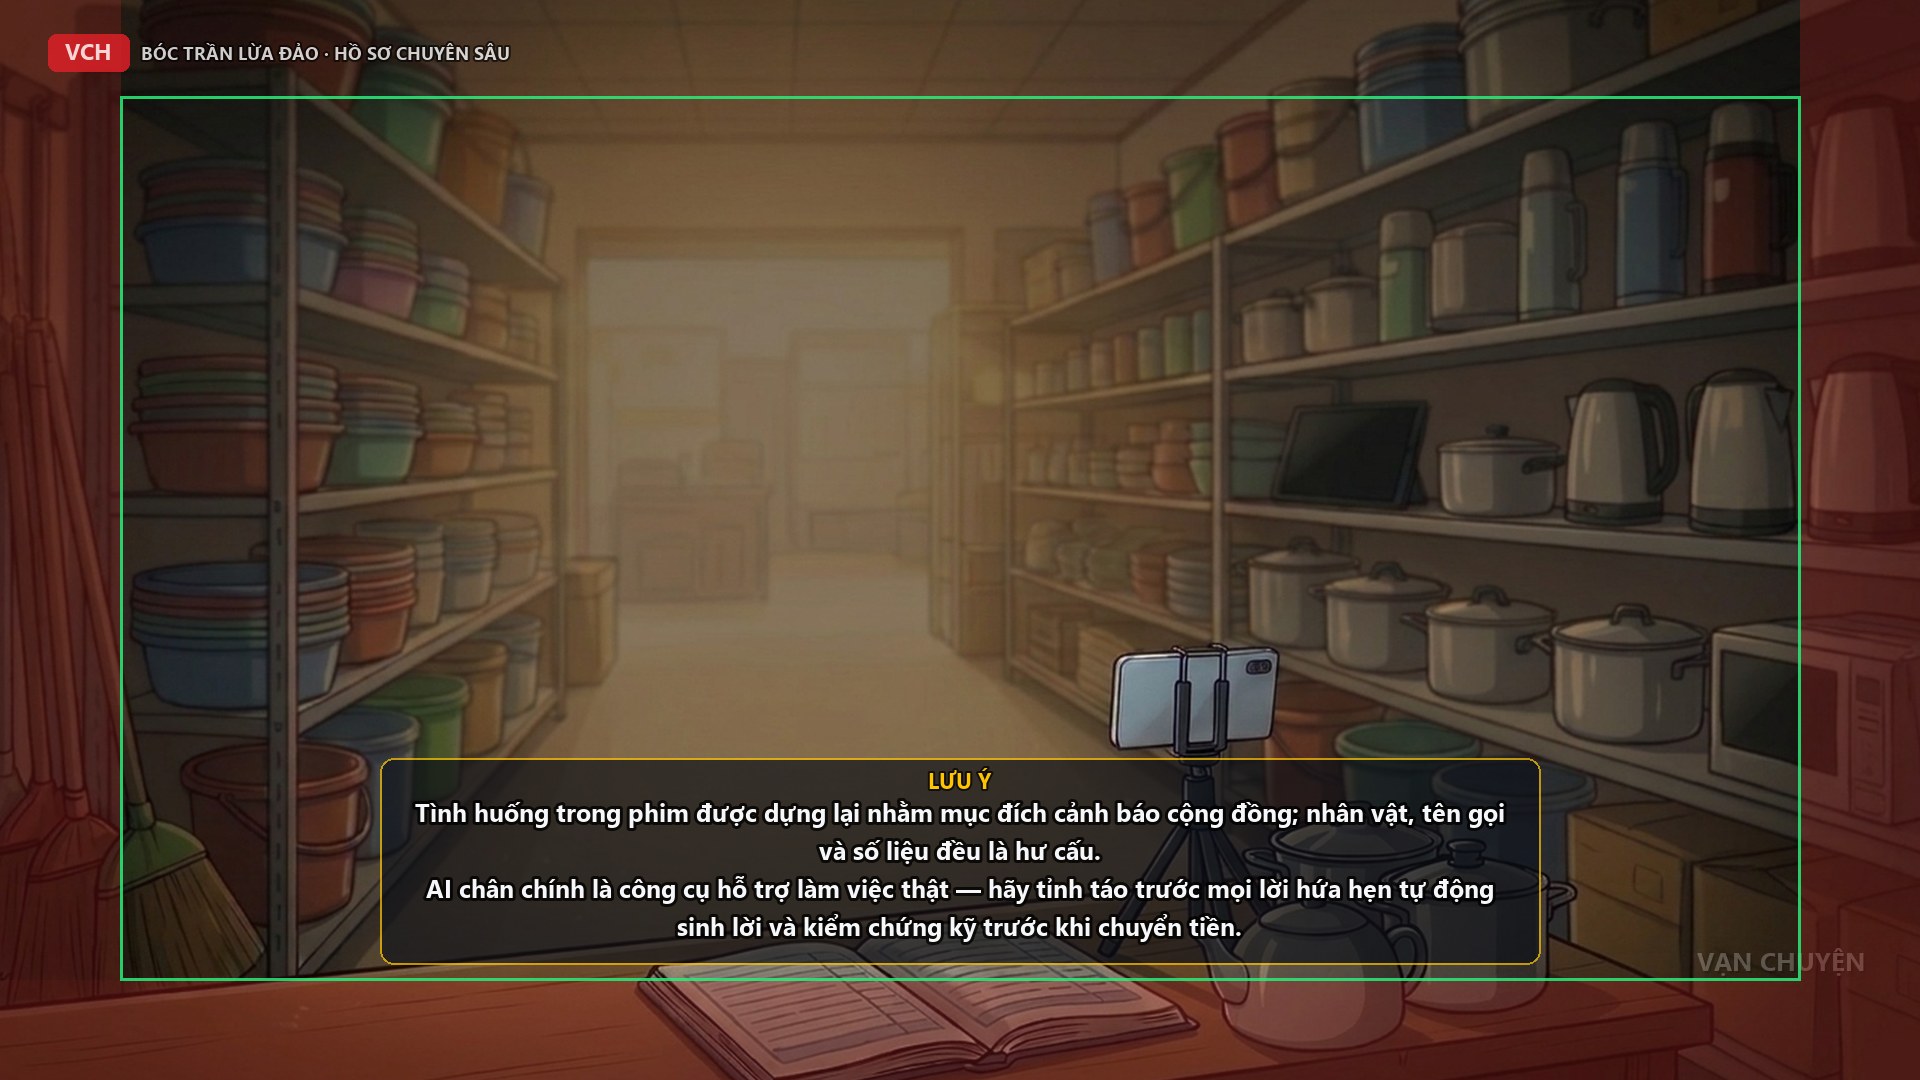 VCH BÓC TRẦN LỪA ĐẢO · HỒ SƠ CHUYÊN SÂU
LƯU Ý
Tình huống trong phim được dựng lại nhằm mục đích cảnh báo cộng đồng; nhân vật, tên gọi
và số liệu đều là hư cấu.
AI chân chính là công cụ hỗ trợ làm việc thật — hãy tỉnh táo trước mọi lời hứa hẹn tự động
sinh lời và kiểm chứng kỹ trước khi chuyển tiền.
VẠN CHUYỆN